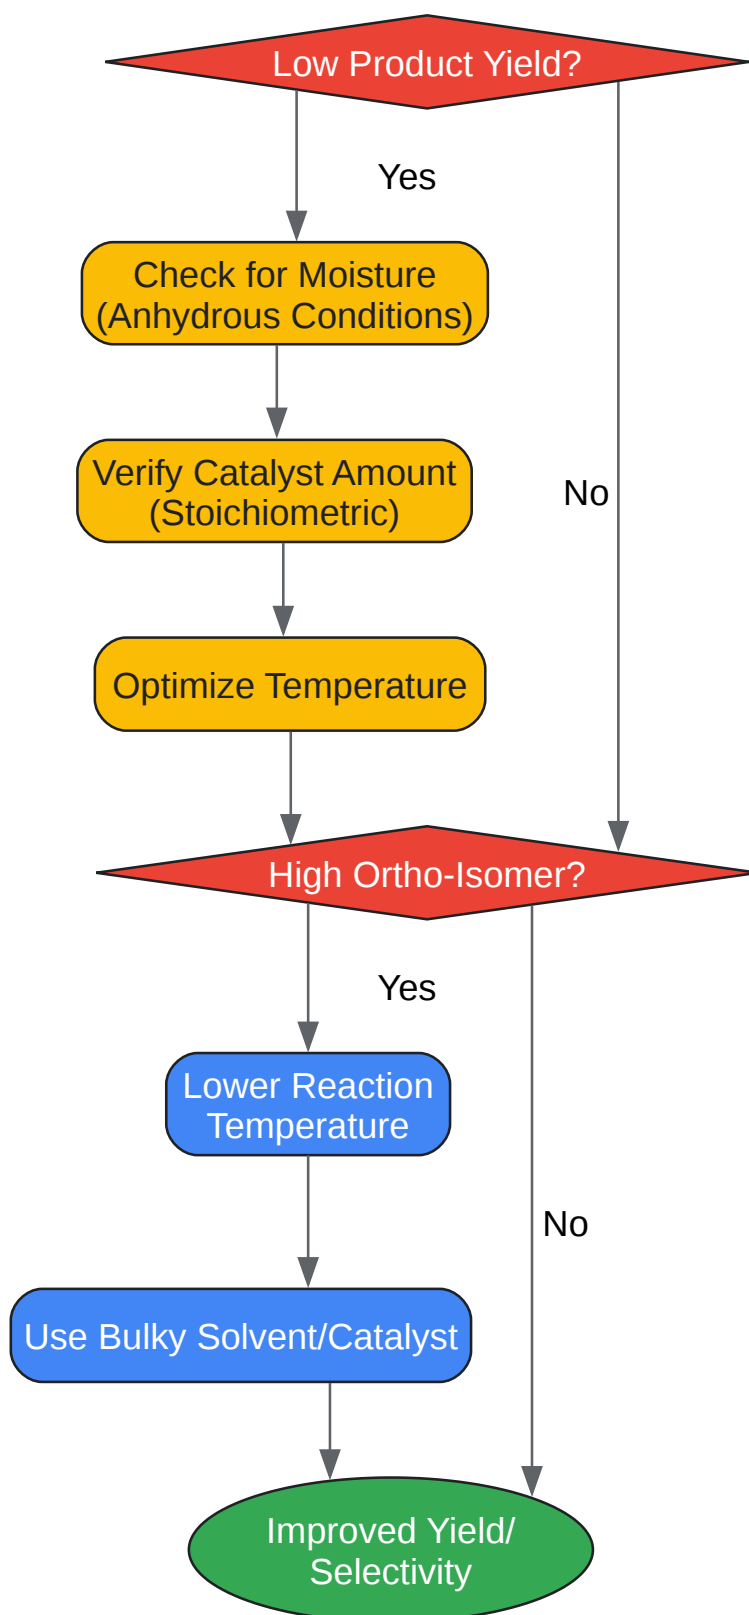 Low Product Yield?
Yes
Check for Moisture
(Anhydrous Conditions)
Verify Catalyst Amount
(Stoichiometric)
No
Optimize Temperature
High Ortho-Isomer?
Yes
Lower Reaction
Temperature
No
Use Bulky Solvent/Catalyst
Improved Yield/
Selectivity